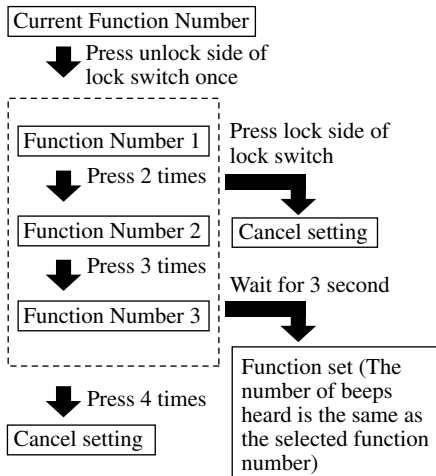 Current Function Number
Press unlock side of
lock switch once
Function Number 1
Press lock side of
lock switch
Press 2 times
Function Number 2
Cancel setting
Press 3 times
Wait for 3 second
Function Number 3
Function set (The
number of beeps
heard is the same as
the selected function
number)
Press 4 times
Cancel setting